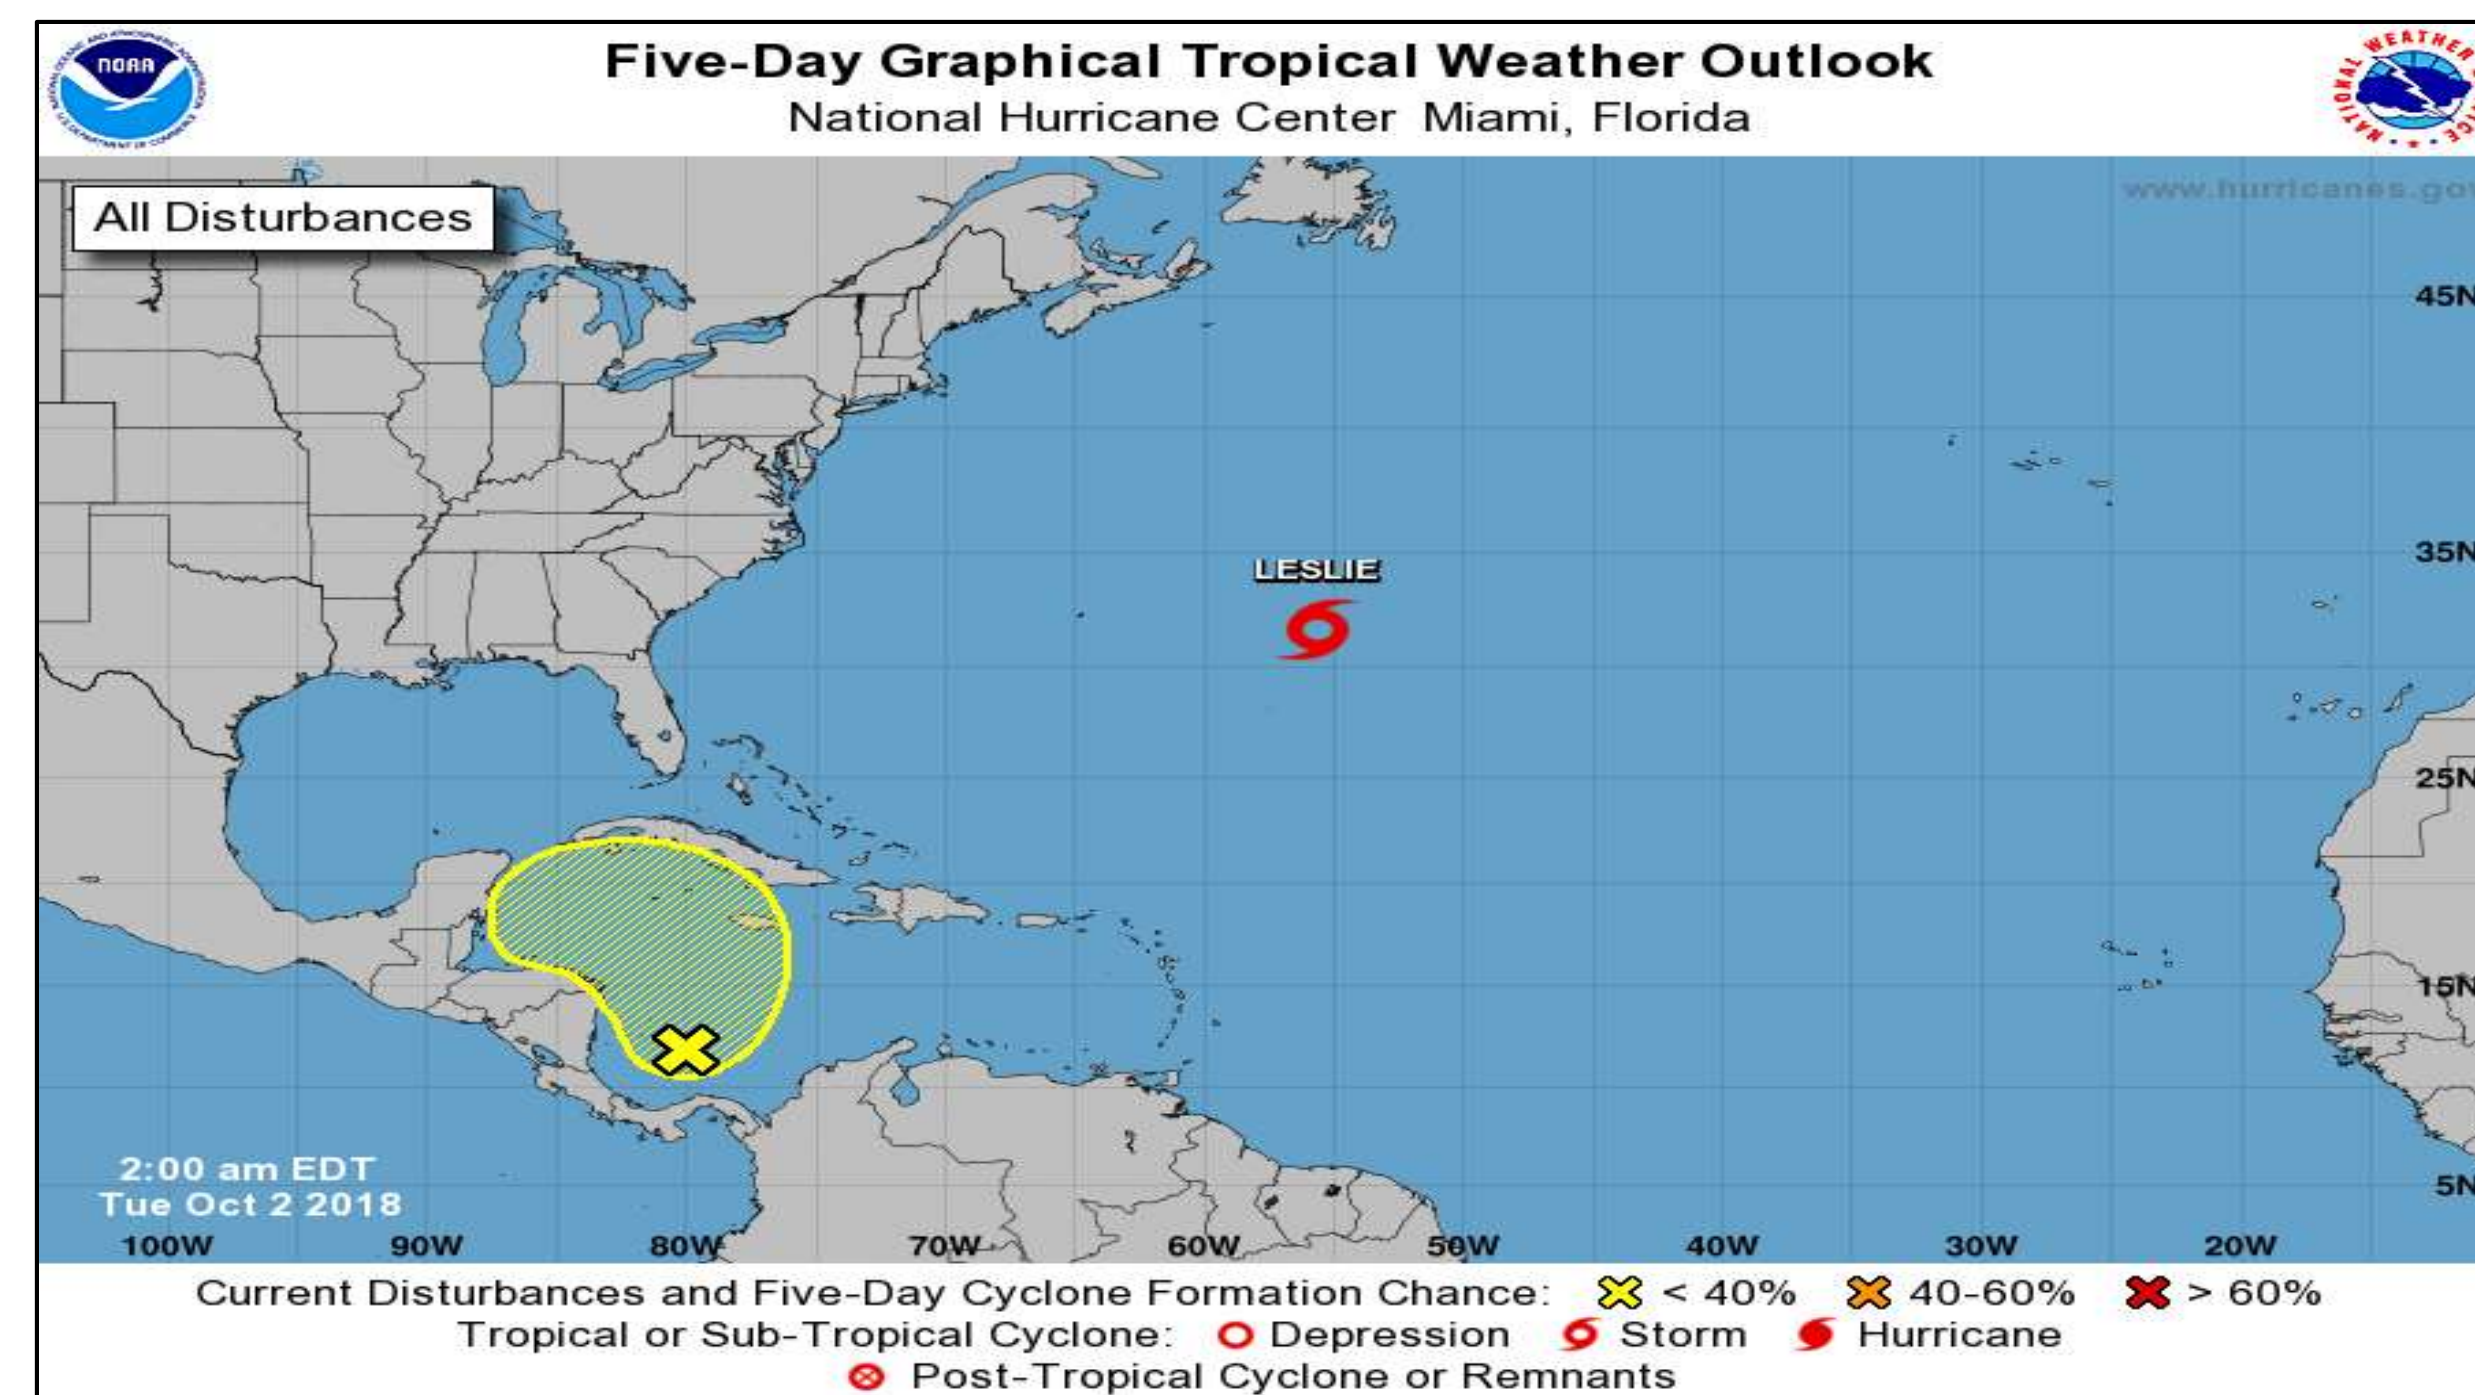 Five-Day Graphical Tropical Weather Outlook
National Hurricane Center Miami, Florida
NOAA
NATIONAL WEATHER
All Disturbances
www.hurricanes.gov
45N
35N
LESLIE
25N
15N
5N
2:00 am EDT
Tue Oct 2 2018
100W 90W 80W 70W 60W 50W 40W 30W 20W
Current Disturbances and Five-Day Cyclone Formation Chance: < 40% 40-60% > 60%
Tropical or Sub-Tropical Cyclone: Depression Storm Hurricane
Post-Tropical Cyclone or Remnants